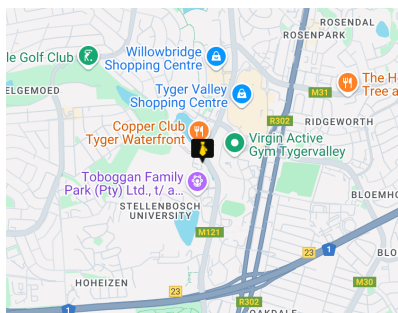 ROSENDAL
ROSENPARK
Willowbridge
Shopping Centre
le Golf Club
Tyger Valley
Shopping Centre
The H
Tree a
M31
ELGEMOED
R302
RIDGEWORTH
Copper Club
Tyger Waterfront
Virgin Active
Gym Tygervalley
Toboggan Family
Park (Pty) Ltd., t/ a...
BLOEMHO
STELLENBOSCH
UNIVERSITY
M121
23
1
M30
HOHEIZEN
23
R302
1
OAKDALE